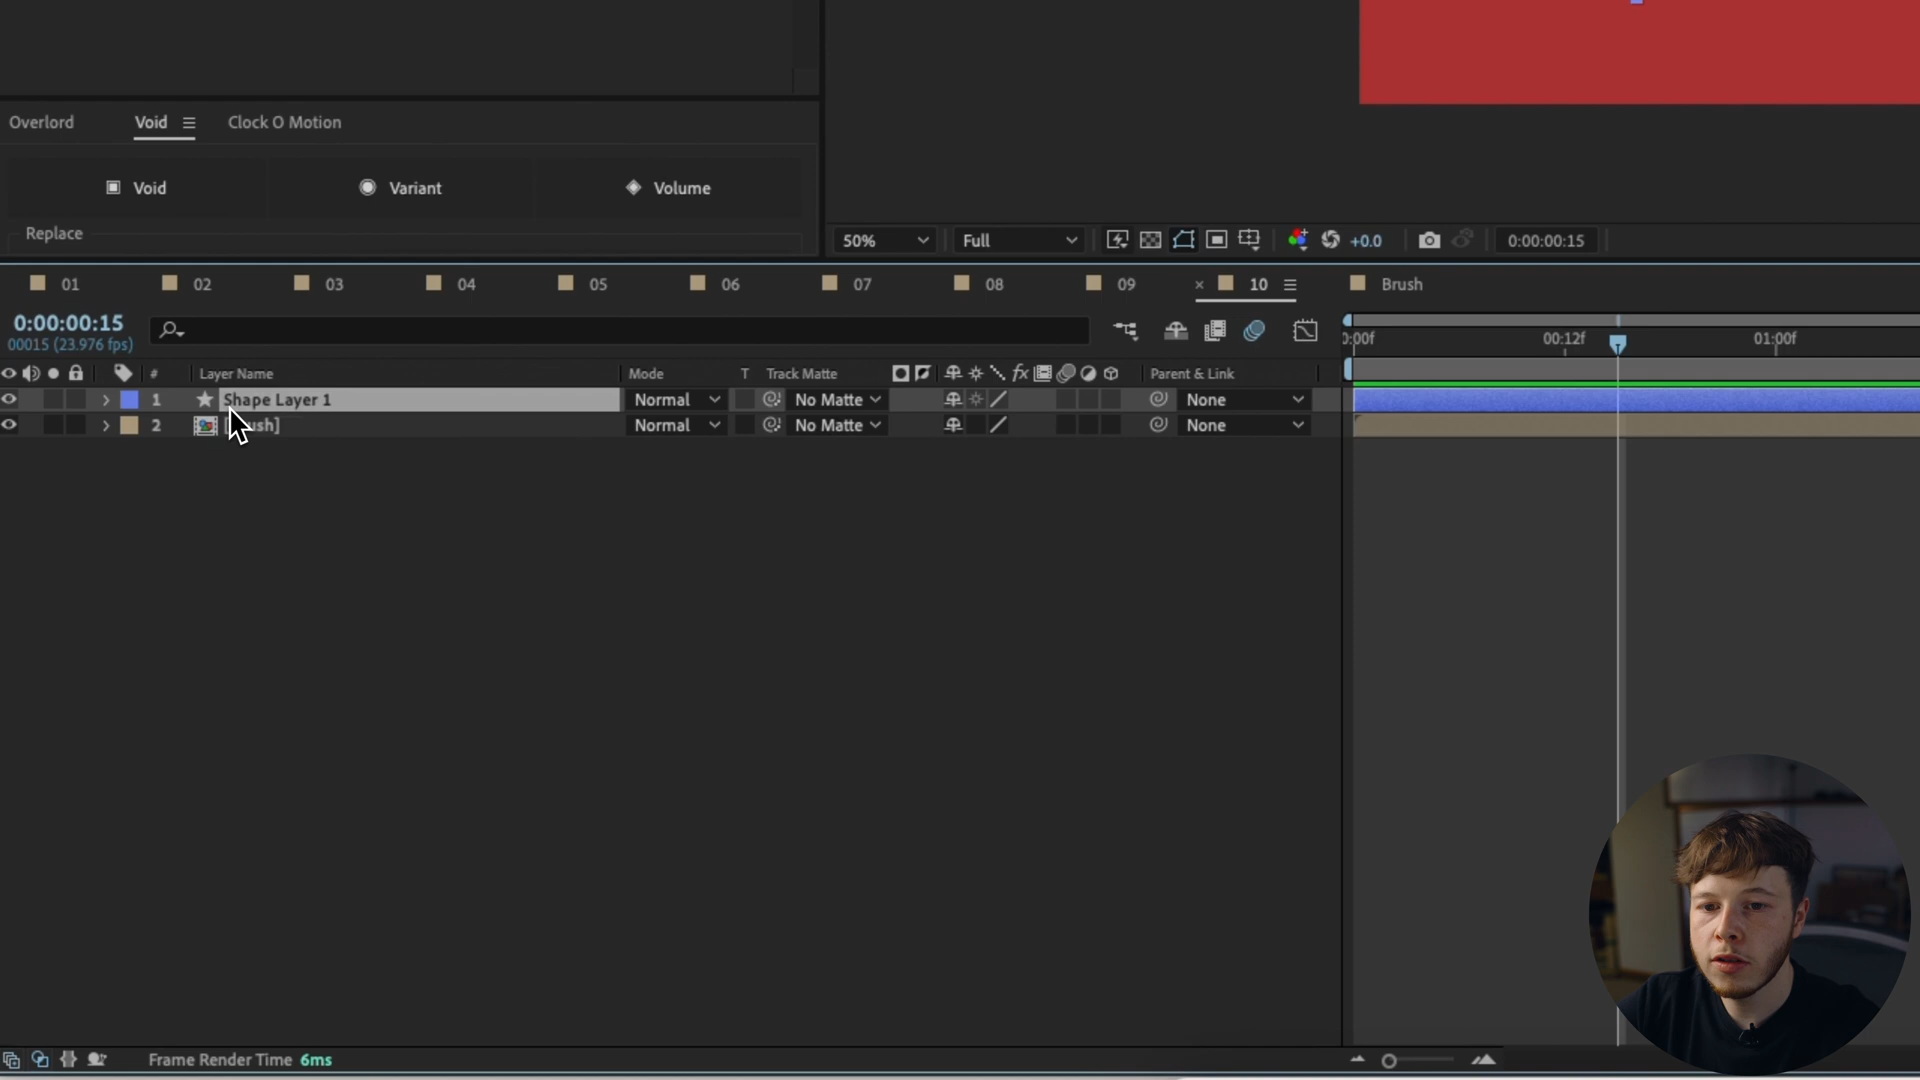 Overlord Void Clock O Motion
Void Variant Volume
Replace
50% Full +0.0 0:00:00:15
01 02 03 04 05 06 07 08 09 × 10 Brush
0:00:00:15
00015 (23.976 fps)
00:12f 01:00f
# Layer Name Mode T Track Matte fx Parent & Link
1 Shape Layer 1 Normal No Matte None
2 Normal No Matte None
Frame Render Time 6ms